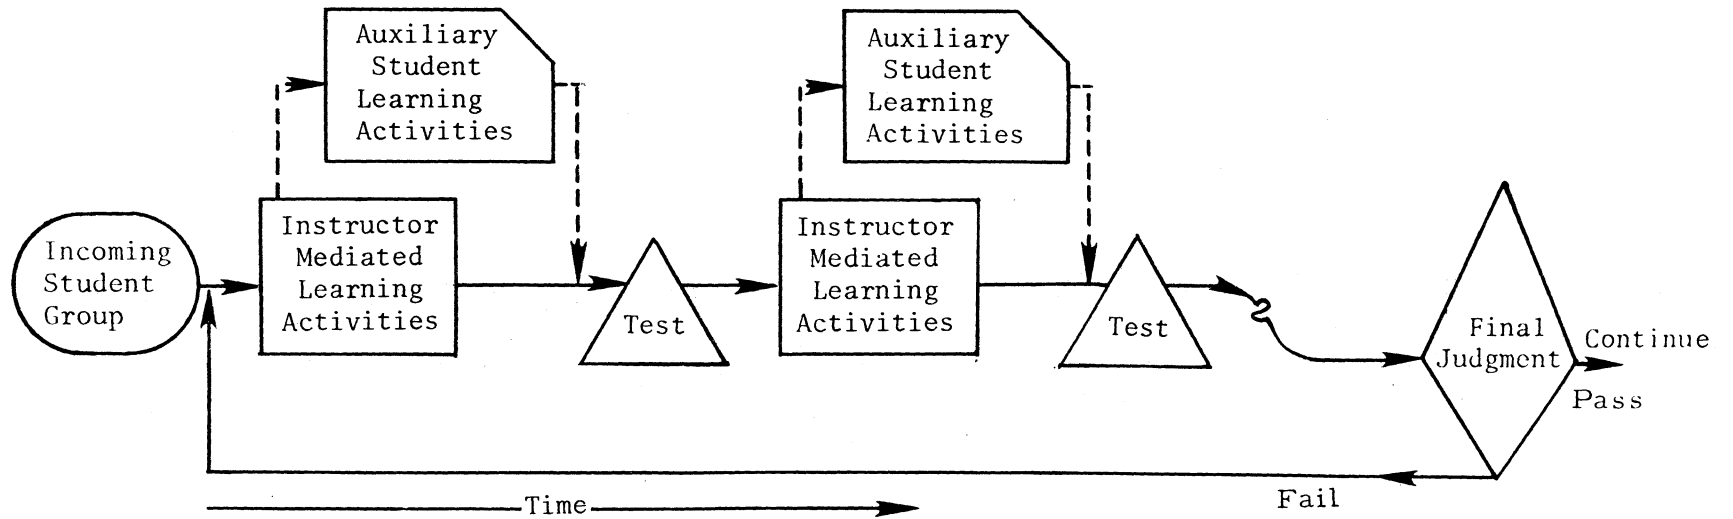 Auxiliary
Student
Learning
Activities
Auxiliary
Student
Learning
Activities
Incoming
Student
Group
Instructor
Mediated
Learning
Activities
Test
Instructor
Mediated
Learning
Activities
Test
Final
Judgment
Continue
Pass
Fail
Time